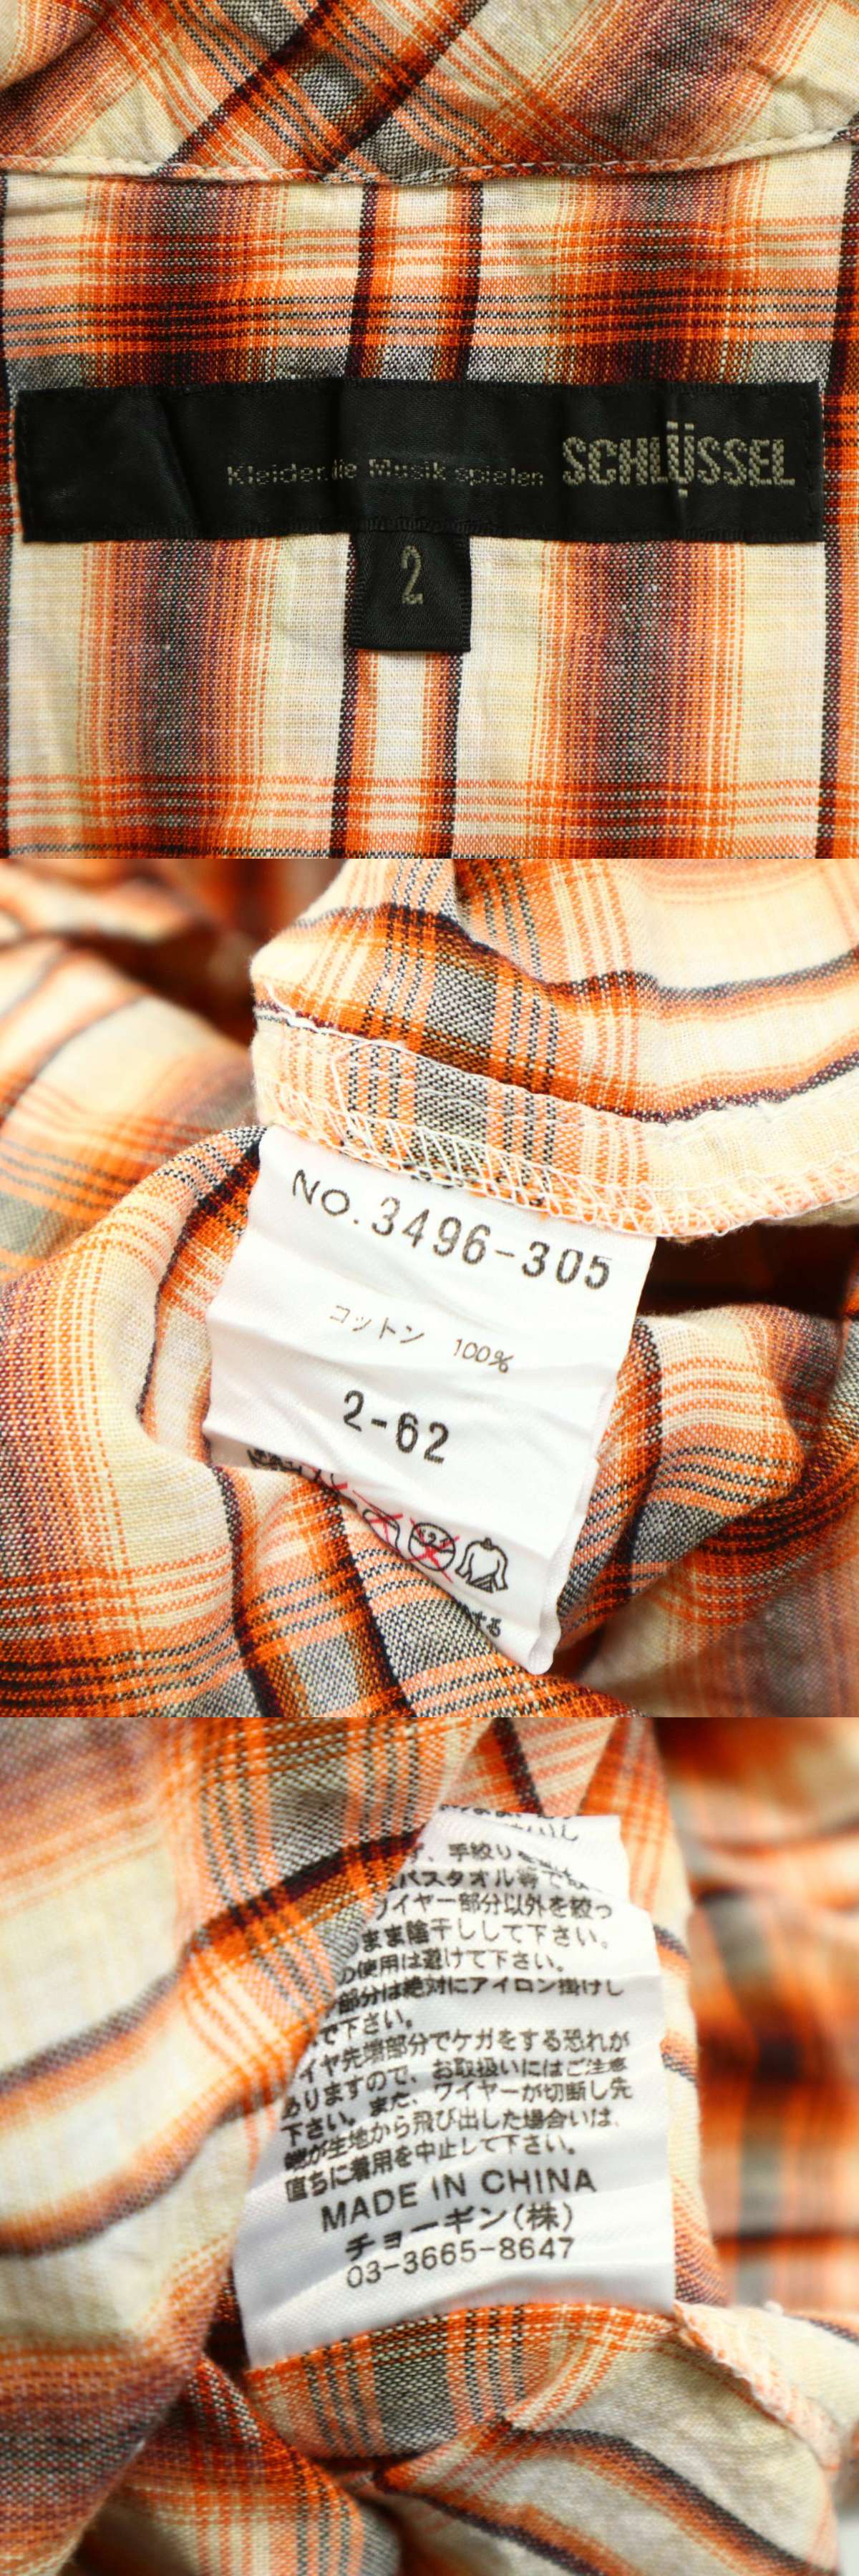 Kleider, die Musik spielen SCHLÜSSEL
2
NO.3496-305
コットン 100%
2-62
する
、手絞り
バスタオル等で
ワイヤー部分以外を絞っ
まま陰干しして下さい。
の使用は避けて下さい。
部分は絶対にアイロン掛けし
で下さい。
イヤ先端部分でケガをする恐れが
ありますので、お取扱いにはご注意
下さい。また、ワイヤーが切断し先
端が生地から飛び出した場合いは、
直ちに着用を中止して下さい。
MADE IN CHINA
チョーギン(株)
03-3665-8647